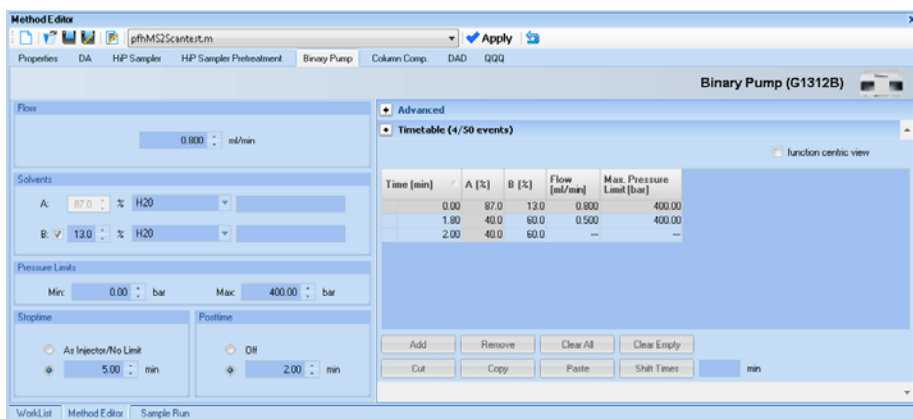 Method Editor
pfhMS2Scantest.m Apply
Properties DA HiP Sampler HiP Sampler Pretreatment Binary Pump Column Comp. DAD QQQ
Binary Pump (G1312B)
Flow
0.800 ml/min
Solvents
A: 87.0 % H20
B: 13.0 % H20
Pressure Limits
Min: 0.00 bar Max: 400.00 bar
Stoptime
As Injector/No Limit
5.00 min
Posttime
Off
2.00 min
Advanced
Timetable (4/50 events)
function centric view
Time [min] A [%] B [%] Flow [ml/min] Max. Pressure Limit [bar]
0.00 87.0 13.0 0.800 400.00
1.80 40.0 60.0 0.500 400.00
2.00 40.0 60.0 --- ---
Add Remove Clear All Clear Empty
Cut Copy Paste Shift Times min
WorkList Method Editor Sample Run